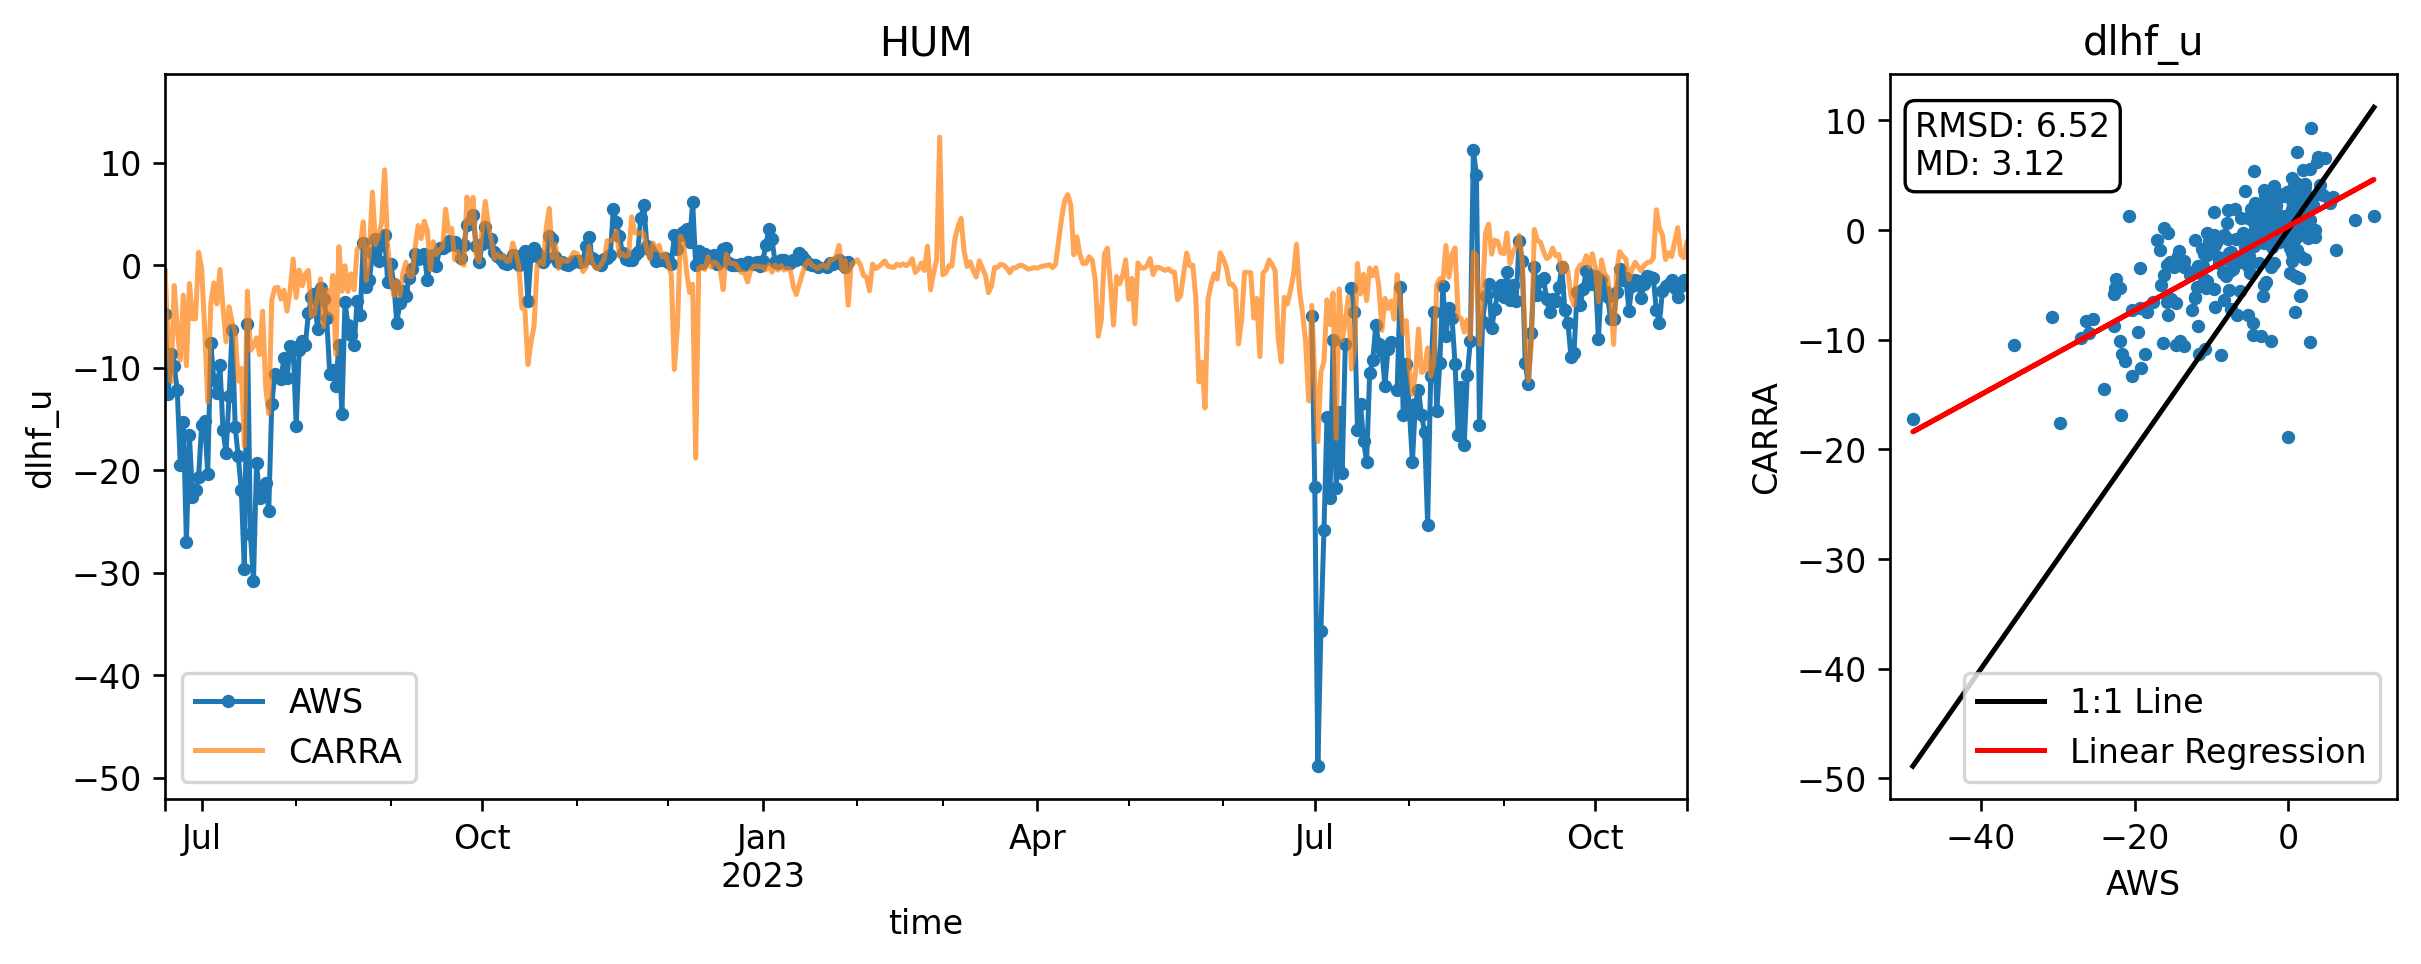 HUM
dlhf_u
10
0
−10
−20
−30
−40
−50
AWS
CARRA
Jul
Oct
Jan
2023
Apr
Jul
Oct
time
dlhf_u
RMSD: 6.52
MD: 3.12
CARRA
10
0
−10
−20
−30
−40
−50
1:1 Line
Linear Regression
−40
−20
0
AWS